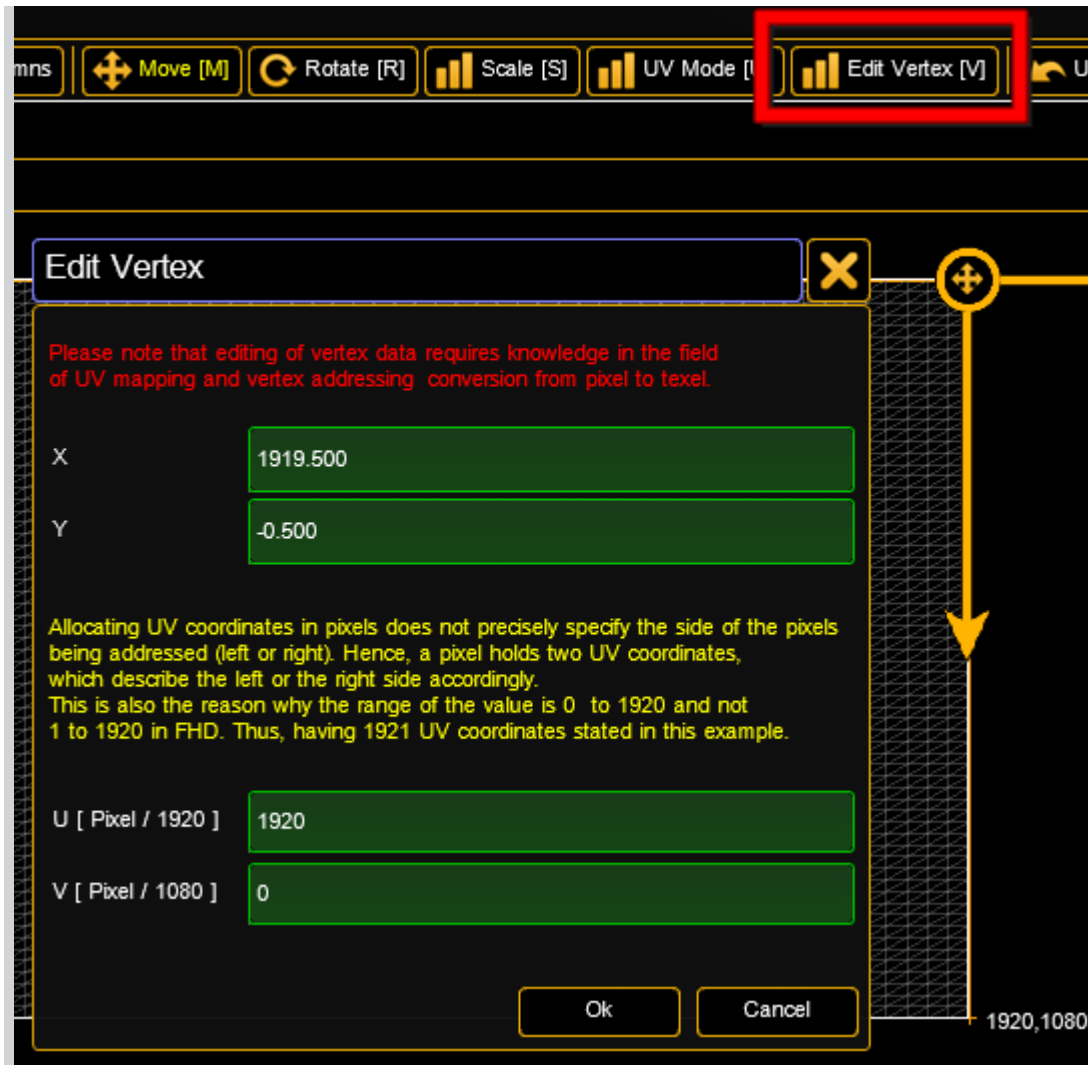 mns Move [M] Rotate [R] Scale [S] UV Mode [ Edit Vertex [V] U
Edit Vertex
Please note that editing of vertex data requires knowledge in the field
of UV mapping and vertex addressing conversion from pixel to texel.
X 1919.500
Y -0.500
Allocating UV coordinates in pixels does not precisely specify the side of the pixels
being addressed (left or right). Hence, a pixel holds two UV coordinates,
which describe the left or the right side accordingly.
This is also the reason why the range of the value is 0 to 1920 and not
1 to 1920 in FHD. Thus, having 1921 UV coordinates stated in this example.
U [ Pixel / 1920 ] 1920
V [ Pixel / 1080 ] 0
Ok Cancel
1920,1080